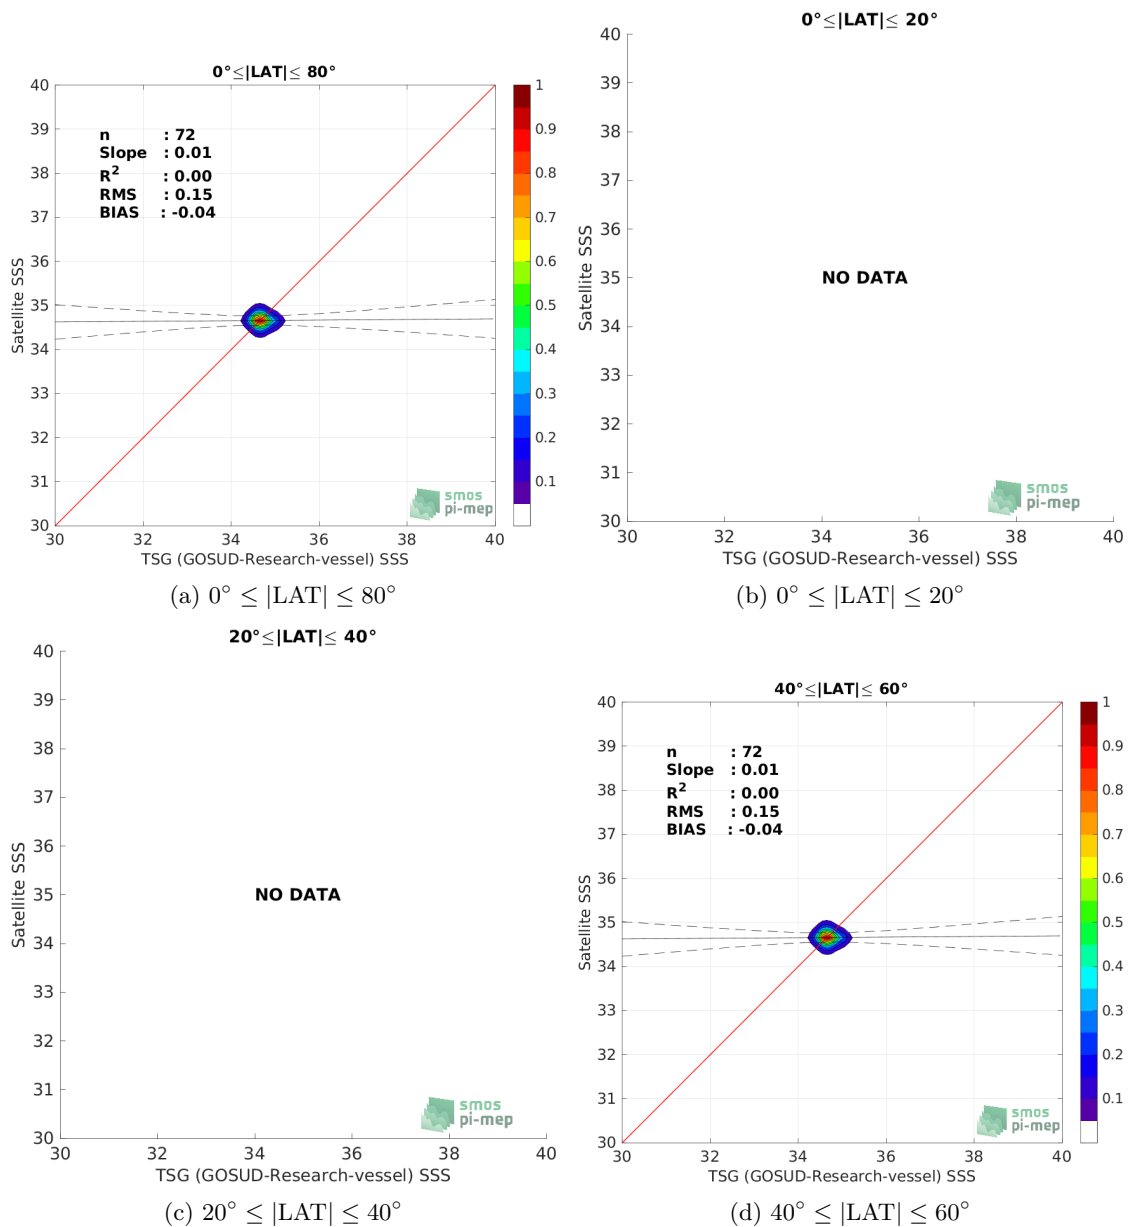 0°≤|LAT|≤ 80°
40
39
38
37
36
35
34
33
32
31
30
Satellite SSS
n : 72
Slope : 0.01
R² : 0.00
RMS : 0.15
BIAS : -0.04
smos
pi-mep
30 32 34 36 38 40
TSG (GOSUD-Research-vessel) SSS
1
0.9
0.8
0.7
0.6
0.5
0.4
0.3
0.2
0.1
(a) 0° ≤ |LAT| ≤ 80°
0°≤|LAT|≤ 20°
40
39
38
37
36
35
34
33
32
31
30
Satellite SSS
NO DATA
smos
pi-mep
30 32 34 36 38 40
TSG (GOSUD-Research-vessel) SSS
(b) 0° ≤ |LAT| ≤ 20°
20°≤|LAT|≤ 40°
40
39
38
37
36
35
34
33
32
31
30
Satellite SSS
NO DATA
smos
pi-mep
30 32 34 36 38 40
TSG (GOSUD-Research-vessel) SSS
(c) 20° ≤ |LAT| ≤ 40°
40°≤|LAT|≤ 60°
40
39
38
37
36
35
34
33
32
31
30
Satellite SSS
n : 72
Slope : 0.01
R² : 0.00
RMS : 0.15
BIAS : -0.04
smos
pi-mep
30 32 34 36 38 40
TSG (GOSUD-Research-vessel) SSS
1
0.9
0.8
0.7
0.6
0.5
0.4
0.3
0.2
0.1
(d) 40° ≤ |LAT| ≤ 60°